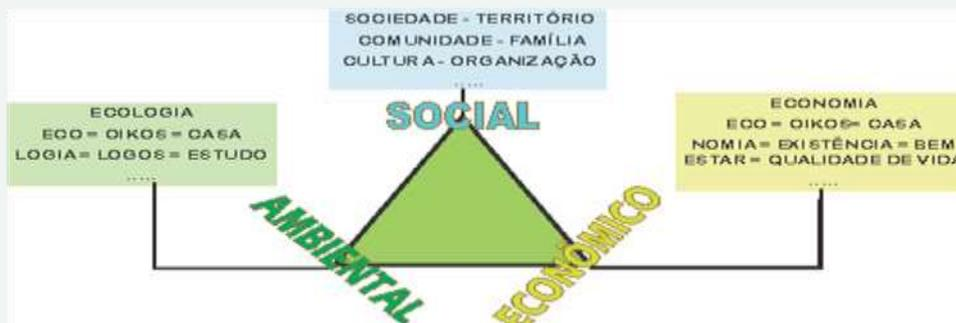 SOCIEDADE - TERRITÓRIO
COMUNIDADE - FAMÍLIA
CULTURA - ORGANIZAÇÃO
.....
SOCIAL
ECOLOGIA
ECO = OIKOS = CASA
LOGIA = LOGOS = ESTUDO
.....
ECONOMIA
ECO = OIKOS = CASA
NOMIA = EXISTÊNCIA = BEM
ESTAR = QUALIDADE DE VIDA
.....
AMBIENTAL
ECONÔMICO